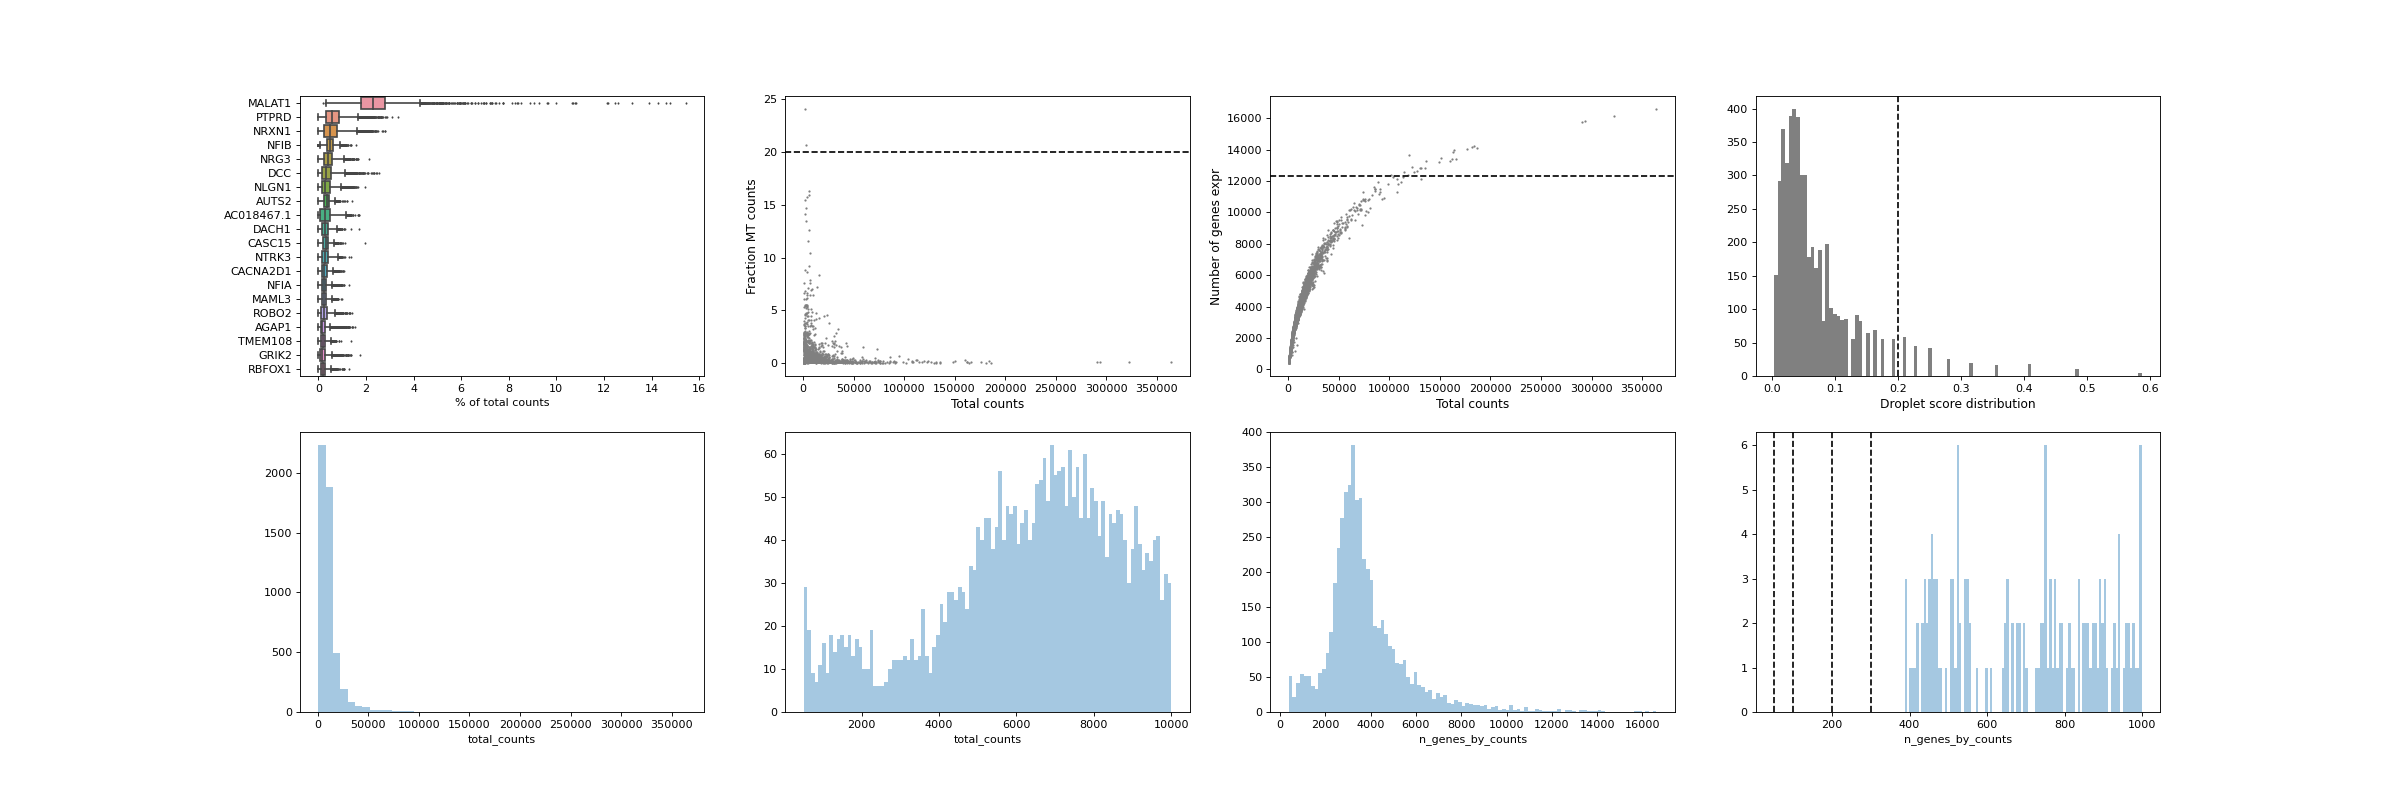 MALAT1
PTPRD
NRXN1
NFIB
NRG3
DCC
NLGN1
AUTS2
AC018467.1
DACH1
CASC15
NTRK3
CACNA2D1
NFIA
MAML3
ROBO2
AGAP1
TMEM108
GRIK2
RBFOX1
0 2 4 6 8 10 12 14 16
% of total counts
25
20
15
10
5
0
Fraction MT counts
0 50000 100000 150000 200000 250000 300000 350000
Total counts
16000
14000
12000
10000
8000
6000
4000
2000
0
Number of genes expr
0 50000 100000 150000 200000 250000 300000 350000
Total counts
400
350
300
250
200
150
100
50
0
0.0 0.1 0.2 0.3 0.4 0.5 0.6
Droplet score distribution
2000
1500
1000
500
0
0 50000 100000 150000 200000 250000 300000 350000
total_counts
60
50
40
30
20
10
0
2000 4000 6000 8000 10000
total_counts
400
350
300
250
200
150
100
50
0
0 2000 4000 6000 8000 10000 12000 14000 16000
n_genes_by_counts
6
5
4
3
2
1
0
200 400 600 800 1000
n_genes_by_counts